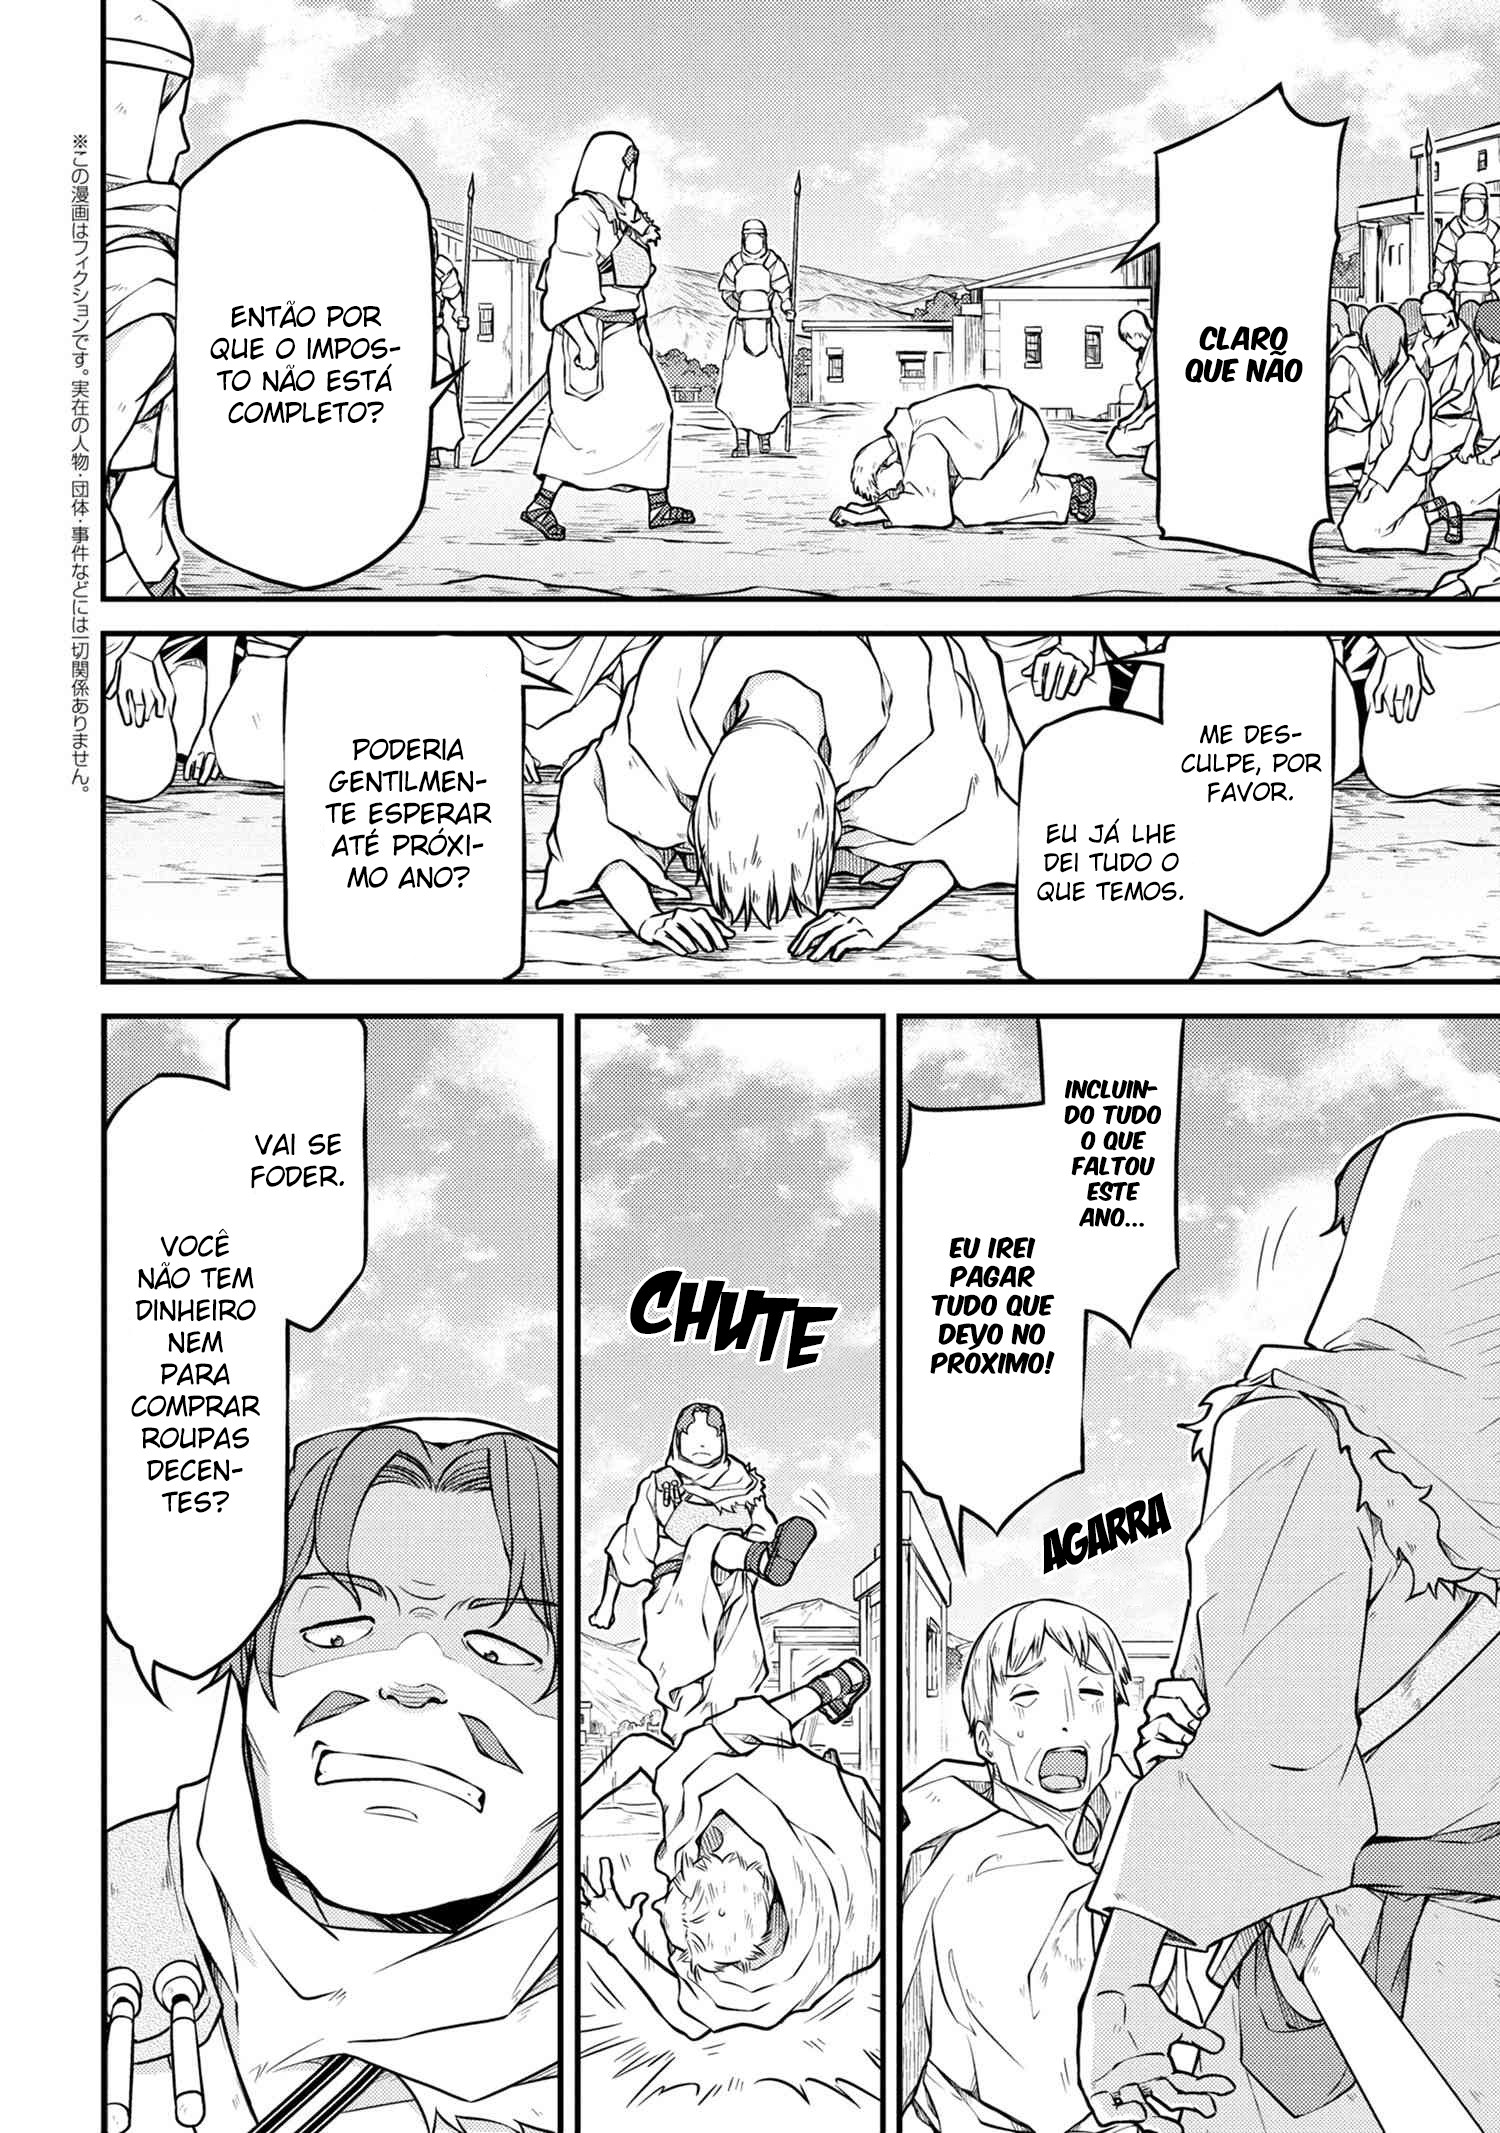 CLARO
QUE NÃO
ENTÃO POR
QUE O IMPOS-
TO NÃO ESTÁ
COMPLETO?
ME DES-
CULPE, POR
FAVOR.
EU JÁ LHE
DEI TUDO O
QUE TEMOS.
PODERIA
GENTILMEN-
TE ESPERAR
ATÉ PRÓXI-
MO ANO?
INCLUIN-
DO TUDO
O QUE
FALTOU
ESTE
ANO...
EU IREI
PAGAR
TUDO QUE
DEVO NO
PRÓXIMO!
AGARRA
CHUTE
VAI SE
FODER.
VOCÊ
NÃO TEM
DINHEIRO
NEM
PARA
COMPRAR
ROUPAS
DECEN-
TES?
※この漫画はフィクションです。実在の人物・団体・事件などには一切関係ありません。